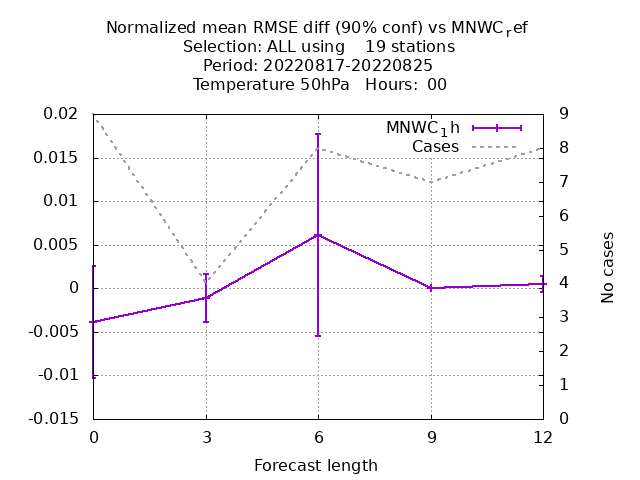 Normalized mean RMSE diff (90% conf) vs MNWCref
Selection: ALL using    19 stations
Period: 20220817-20220825
Temperature 50hPa   Hours:  00
MNWC1h
Cases
0.02
0.015
0.01
0.005
0
-0.005
-0.01
-0.015
9
8
7
6
5
4
3
2
1
0
No cases
0
3
6
9
12
Forecast length